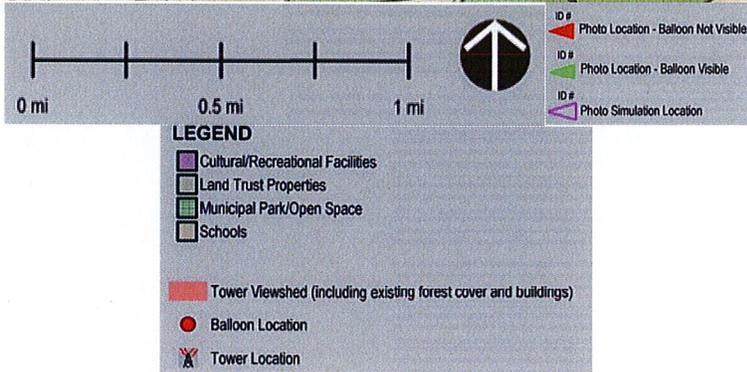 0 mi 0.5 mi 1 mi
ID #
Photo Location - Balloon Not Visible
ID #
Photo Location - Balloon Visible
ID #
Photo Simulation Location
LEGEND
Cultural/Recreational Facilities
Land Trust Properties
Municipal Park/Open Space
Schools
Tower Viewshed (including existing forest cover and buildings)
Balloon Location
Tower Location